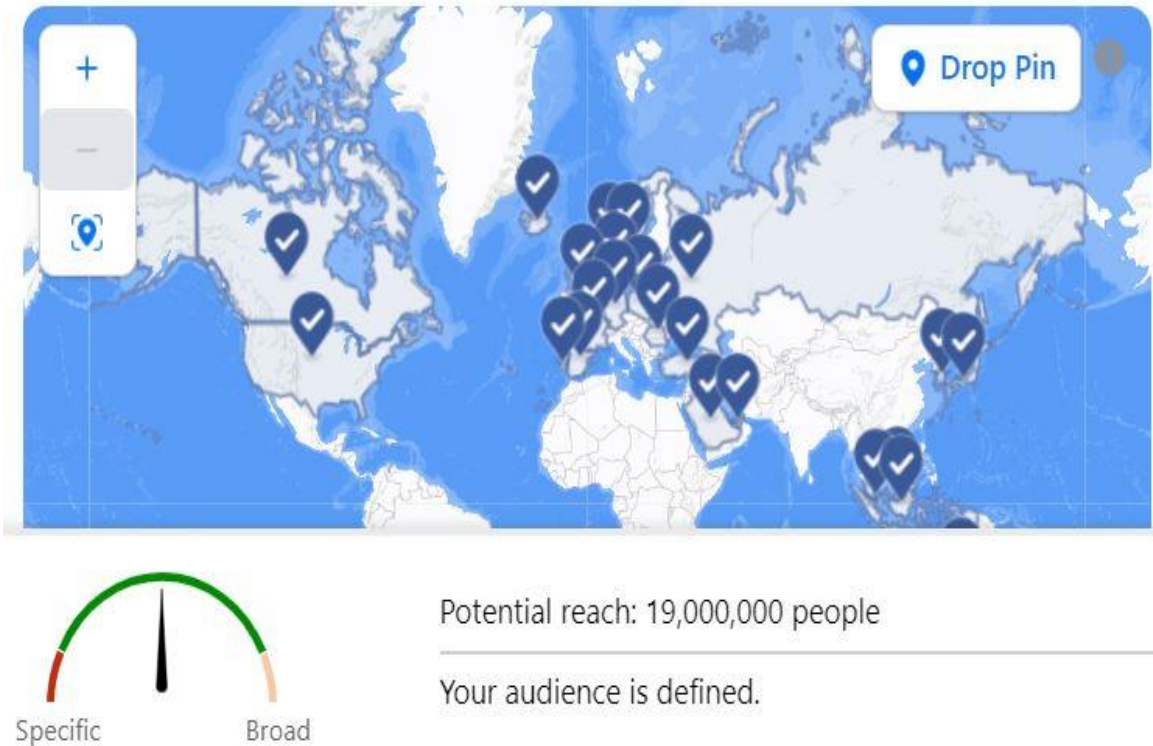 +
Drop Pin
−
Potential reach: 19,000,000 people
Your audience is defined.
Specific
Broad